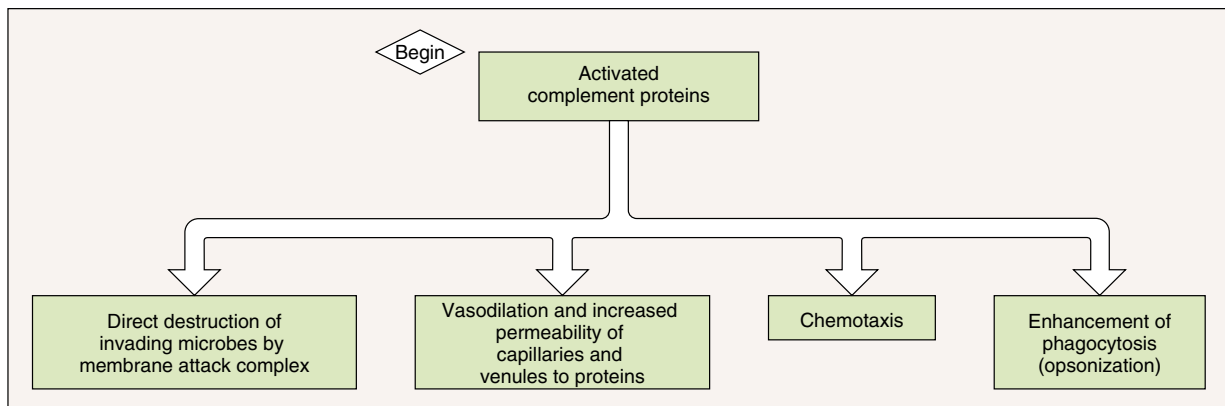 Begin
Activated
complement proteins
Direct destruction of
invading microbes by
membrane attack complex
Vasodilation and increased
permeability of
capillaries and
venules to proteins
Chemotaxis
Enhancement of
phagocytosis
(opsonization)